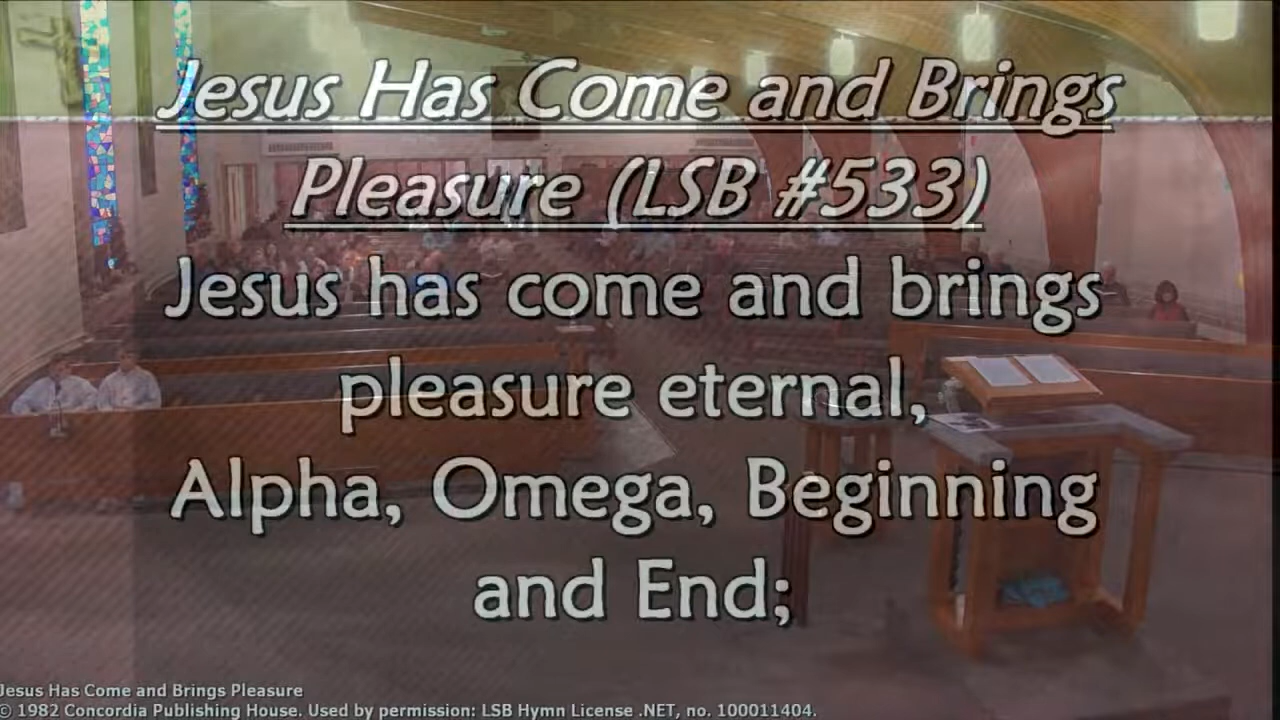 Jesus Has Come and Brings
Pleasure (LSB #533)
Jesus has come and brings
pleasure eternal,
Alpha, Omega, Beginning
and End;
Jesus Has Come and Brings Pleasure
© 1982 Concordia Publishing House. Used by permission: LSB Hymn License .NET, no. 100011404.